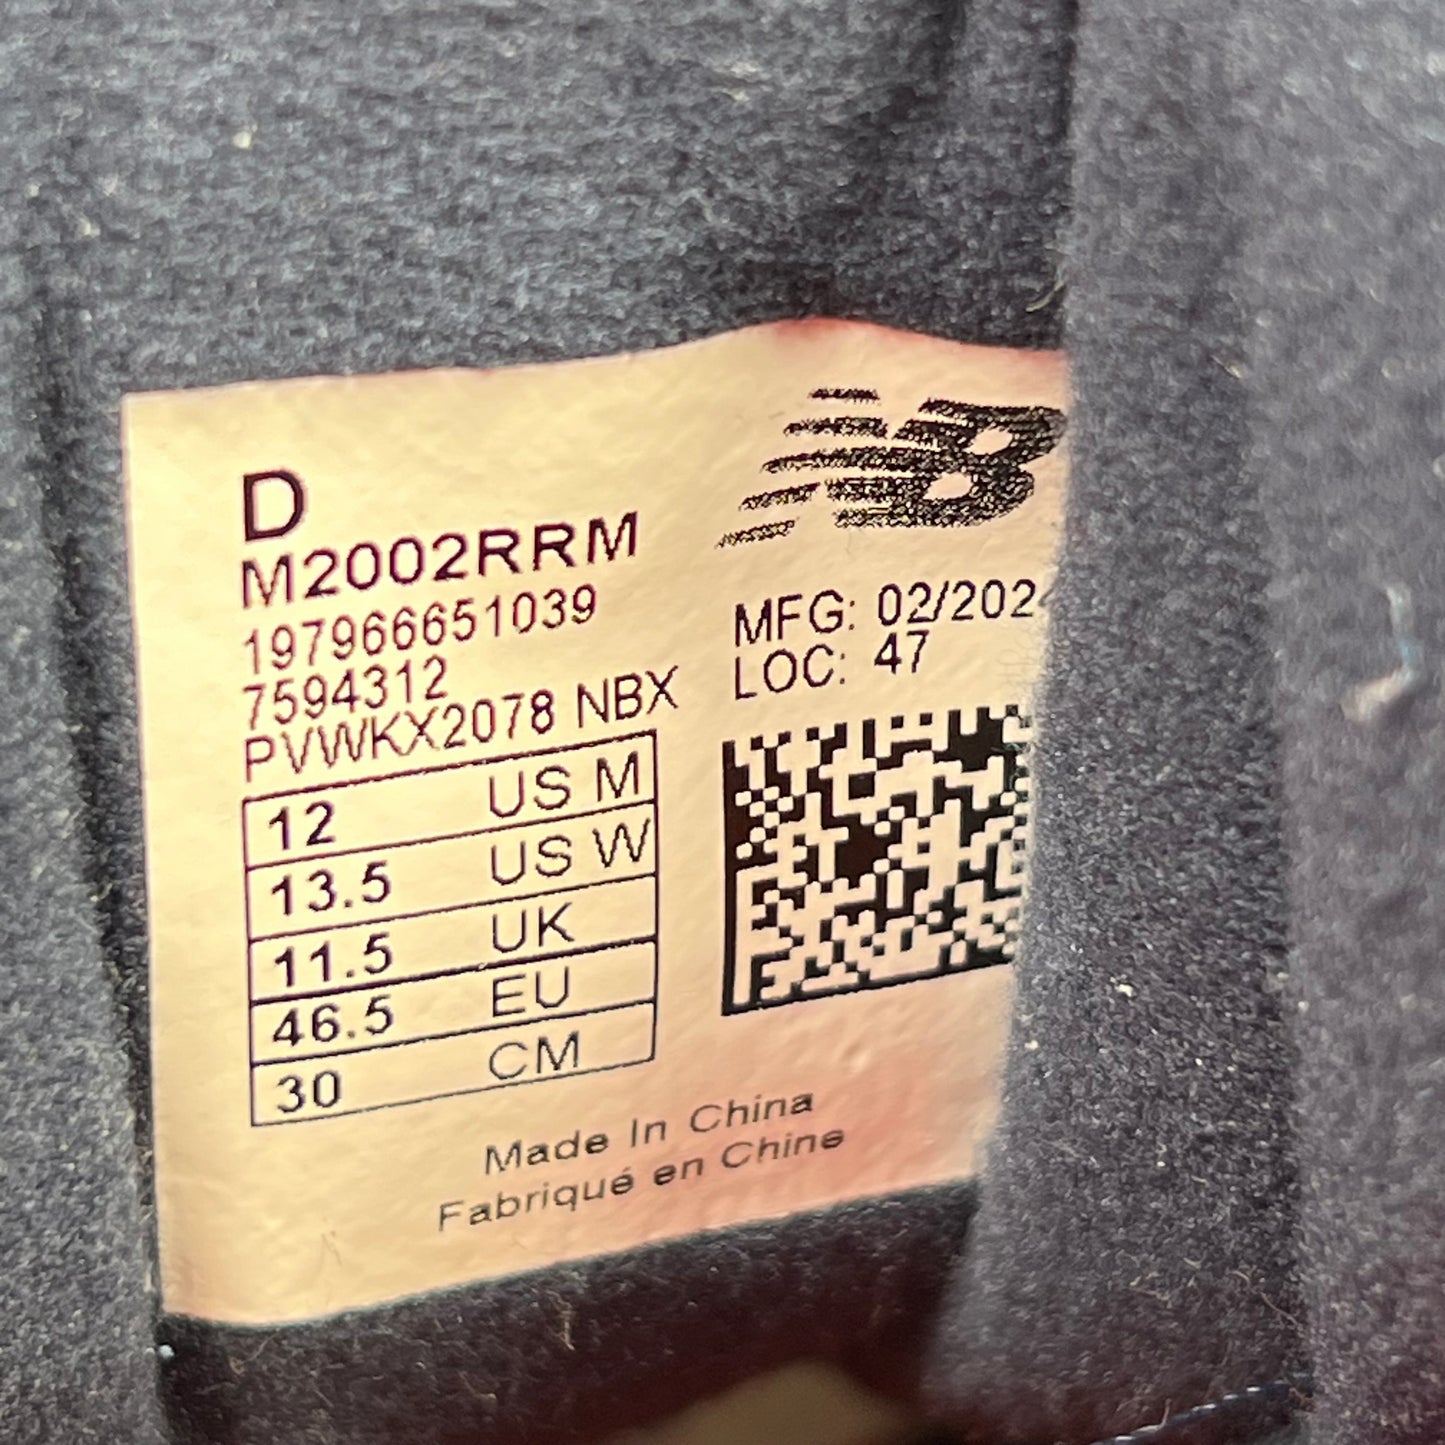 D
M2002RRM
197966651039
7594312
PVWKX2078 NBX
12 US M
13.5 US W
11.5 UK
46.5 EU
30 CM
NB
MFG: 02/202
LOC: 47
Made In China
Fabriqué en Chine